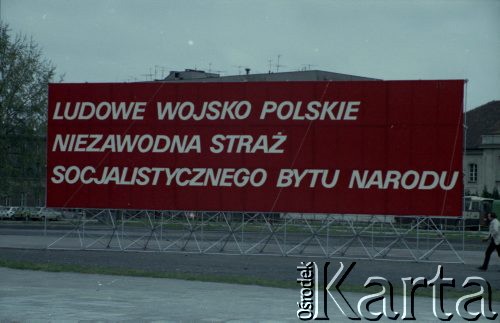 LUDOWE WOJSKO POLSKIE
NIEZAWODNA STRAŻ
SOCJALISTYCZNEGO BYTU NARODU
Ośrodek Karta